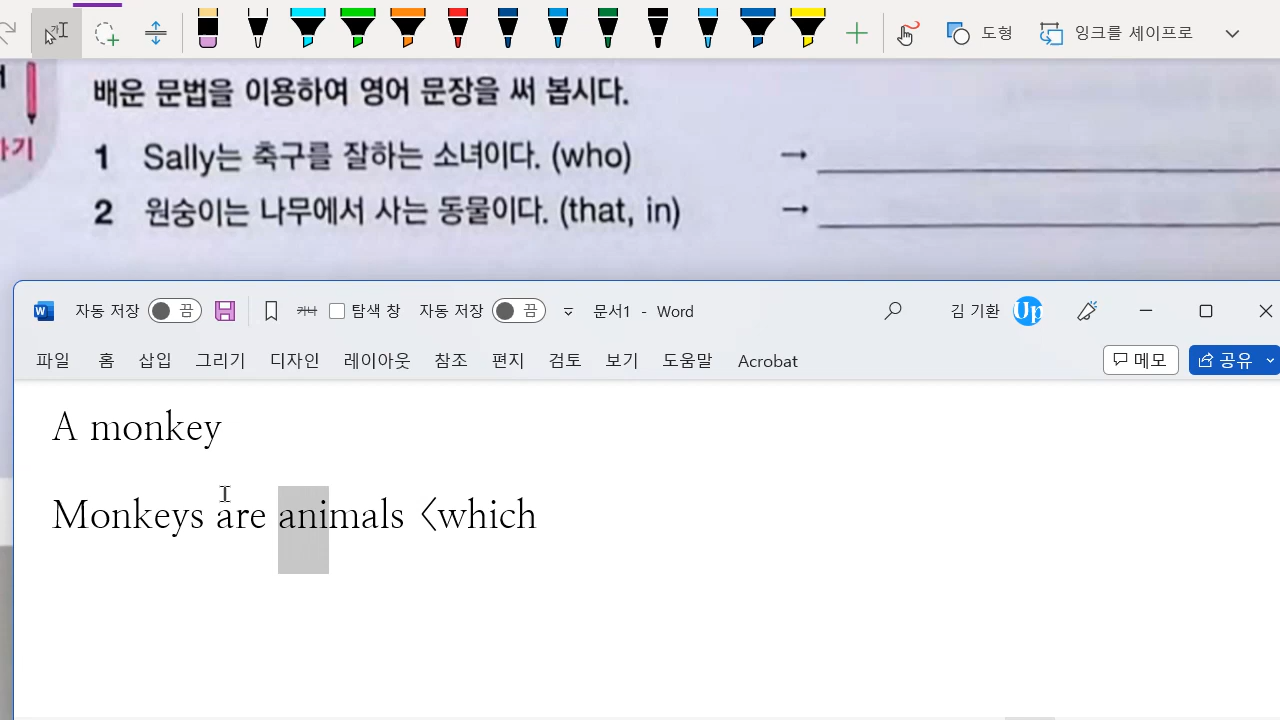 도형
잉크를 셰이프로
배운 문법을 이용하여 영어 문장을 써 봅시다.
1 Sally는 축구를 잘하는 소녀이다. (who) →
2 원숭이는 나무에서 사는 동물이다. (that, in) →
자동 저장 끔 가나 탐색 창 자동 저장 끔 문서1 - Word 김 기환 Up
파일 홈 삽입 그리기 디자인 레이아웃 참조 편지 검토 보기 도움말 Acrobat 메모 공유
A monkey
Monkeys are animals <which